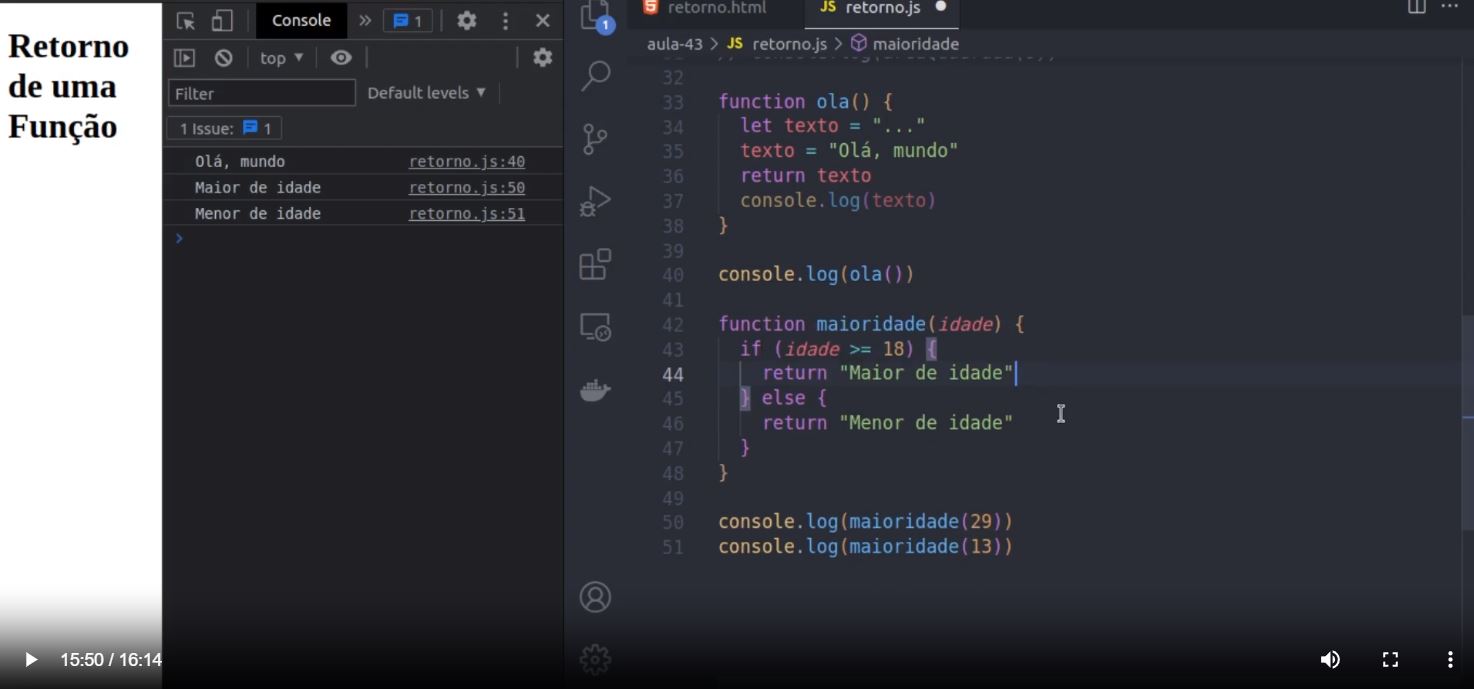 Retorno
de uma
Função
Console
1
top
Filter
Default levels
1 Issue: 1
Olá, mundo retorno.js:40
Maior de idade retorno.js:50
Menor de idade retorno.js:51
1
retorno.html
JS retorno.js
aula-43 > JS retorno.js > maioridade
32
33 function ola() {
34 let texto = "..."
35 texto = "Olá, mundo"
36 return texto
37 console.log(texto)
38 }
39
40 console.log(ola())
41
42 function maioridade(idade) {
43 if (idade >= 18) {
44 return "Maior de idade"
45 } else {
46 return "Menor de idade"
47 }
48 }
49
50 console.log(maioridade(29))
51 console.log(maioridade(13))
15:50 / 16:14